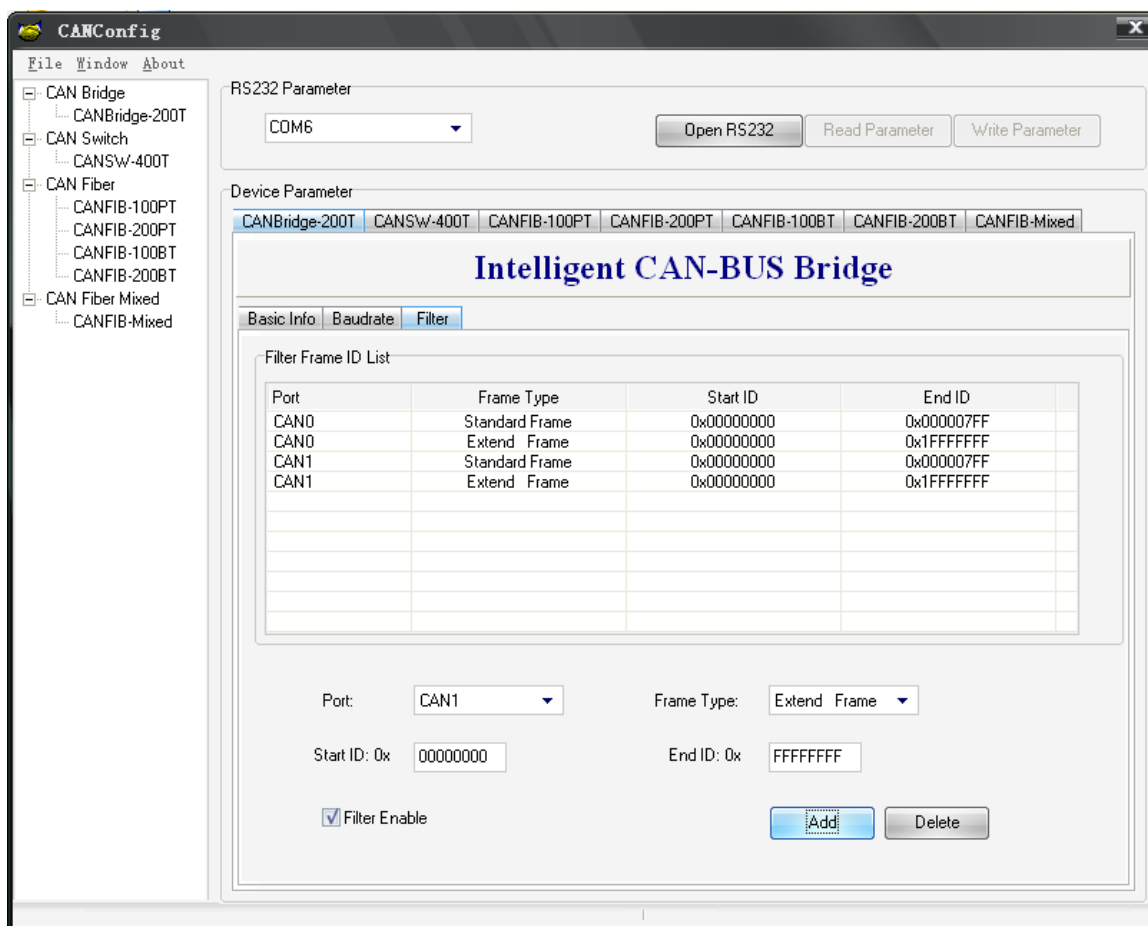 CANConfig
X
File Window About
CAN Bridge
CANBridge-200T
CAN Switch
CANSW-400T
CAN Fiber
CANFIB-100PT
CANFIB-200PT
CANFIB-100BT
CANFIB-200BT
CAN Fiber Mixed
CANFIB-Mixed
RS232 Parameter
COM6 Open RS232 Read Parameter Write Parameter
Device Parameter
CANBridge-200T CANSW-400T CANFIB-100PT CANFIB-200PT CANFIB-100BT CANFIB-200BT CANFIB-Mixed
Intelligent CAN-BUS Bridge
Basic Info Baudrate Filter
Filter Frame ID List
Port Frame Type Start ID End ID
CAN0 Standard Frame 0x00000000 0x000007FF
CAN0 Extend Frame 0x00000000 0x1FFFFFFF
CAN1 Standard Frame 0x00000000 0x000007FF
CAN1 Extend Frame 0x00000000 0x1FFFFFFF
Port: CAN1 Frame Type: Extend Frame
Start ID: 0x 00000000 End ID: 0x FFFFFFFF
Filter Enable Add Delete